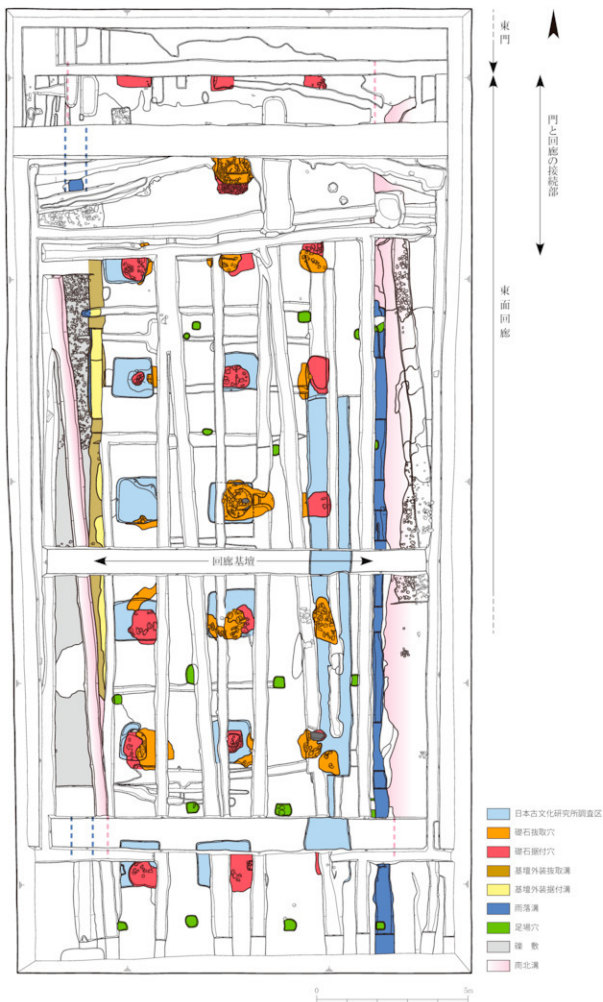 東門
門と回廊の接続部
東面回廊
回廊基壇
日本古文化研究所調査区
礎石抜取穴
礎石据付穴
基壇外装抜取溝
基壇外装据付溝
雨落溝
足場穴
礫 敷
南北溝
0 5m